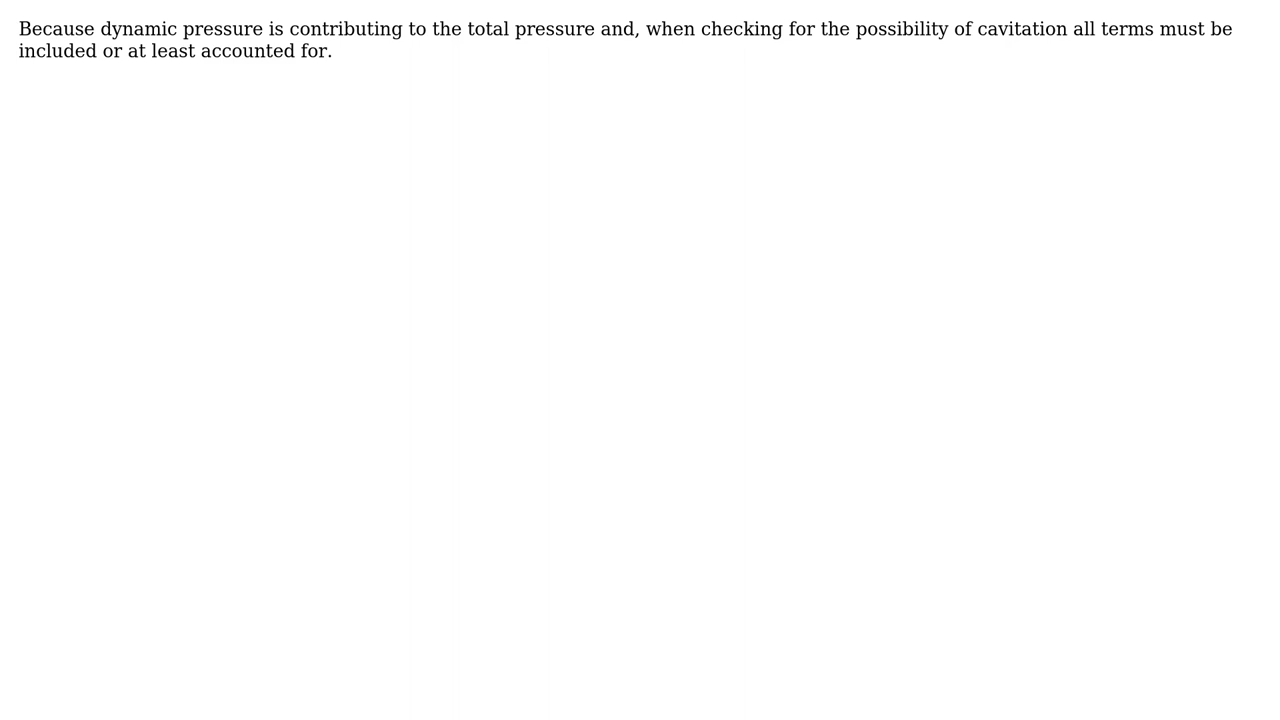 Because dynamic pressure is contributing to the total pressure and, when checking for the possibility of cavitation all terms must be
included or at least accounted for.